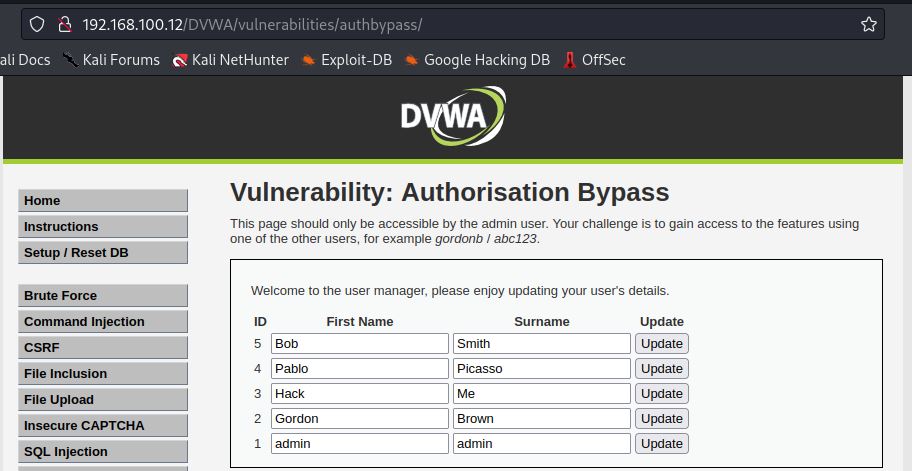 192.168.100.12/DVWA/vulnerabilities/authbypass/
ali Docs Kali Forums Kali NetHunter Exploit-DB Google Hacking DB OffSec
DVWA
Vulnerability: Authorisation Bypass
This page should only be accessible by the admin user. Your challenge is to gain access to the features using
one of the other users, for example gordonb / abc123.
Home
Instructions
Setup / Reset DB
Brute Force
Command Injection
CSRF
File Inclusion
File Upload
Insecure CAPTCHA
SQL Injection
Welcome to the user manager, please enjoy updating your user's details.
ID First Name Surname Update
5 Bob Smith Update
4 Pablo Picasso Update
3 Hack Me Update
2 Gordon Brown Update
1 admin admin Update